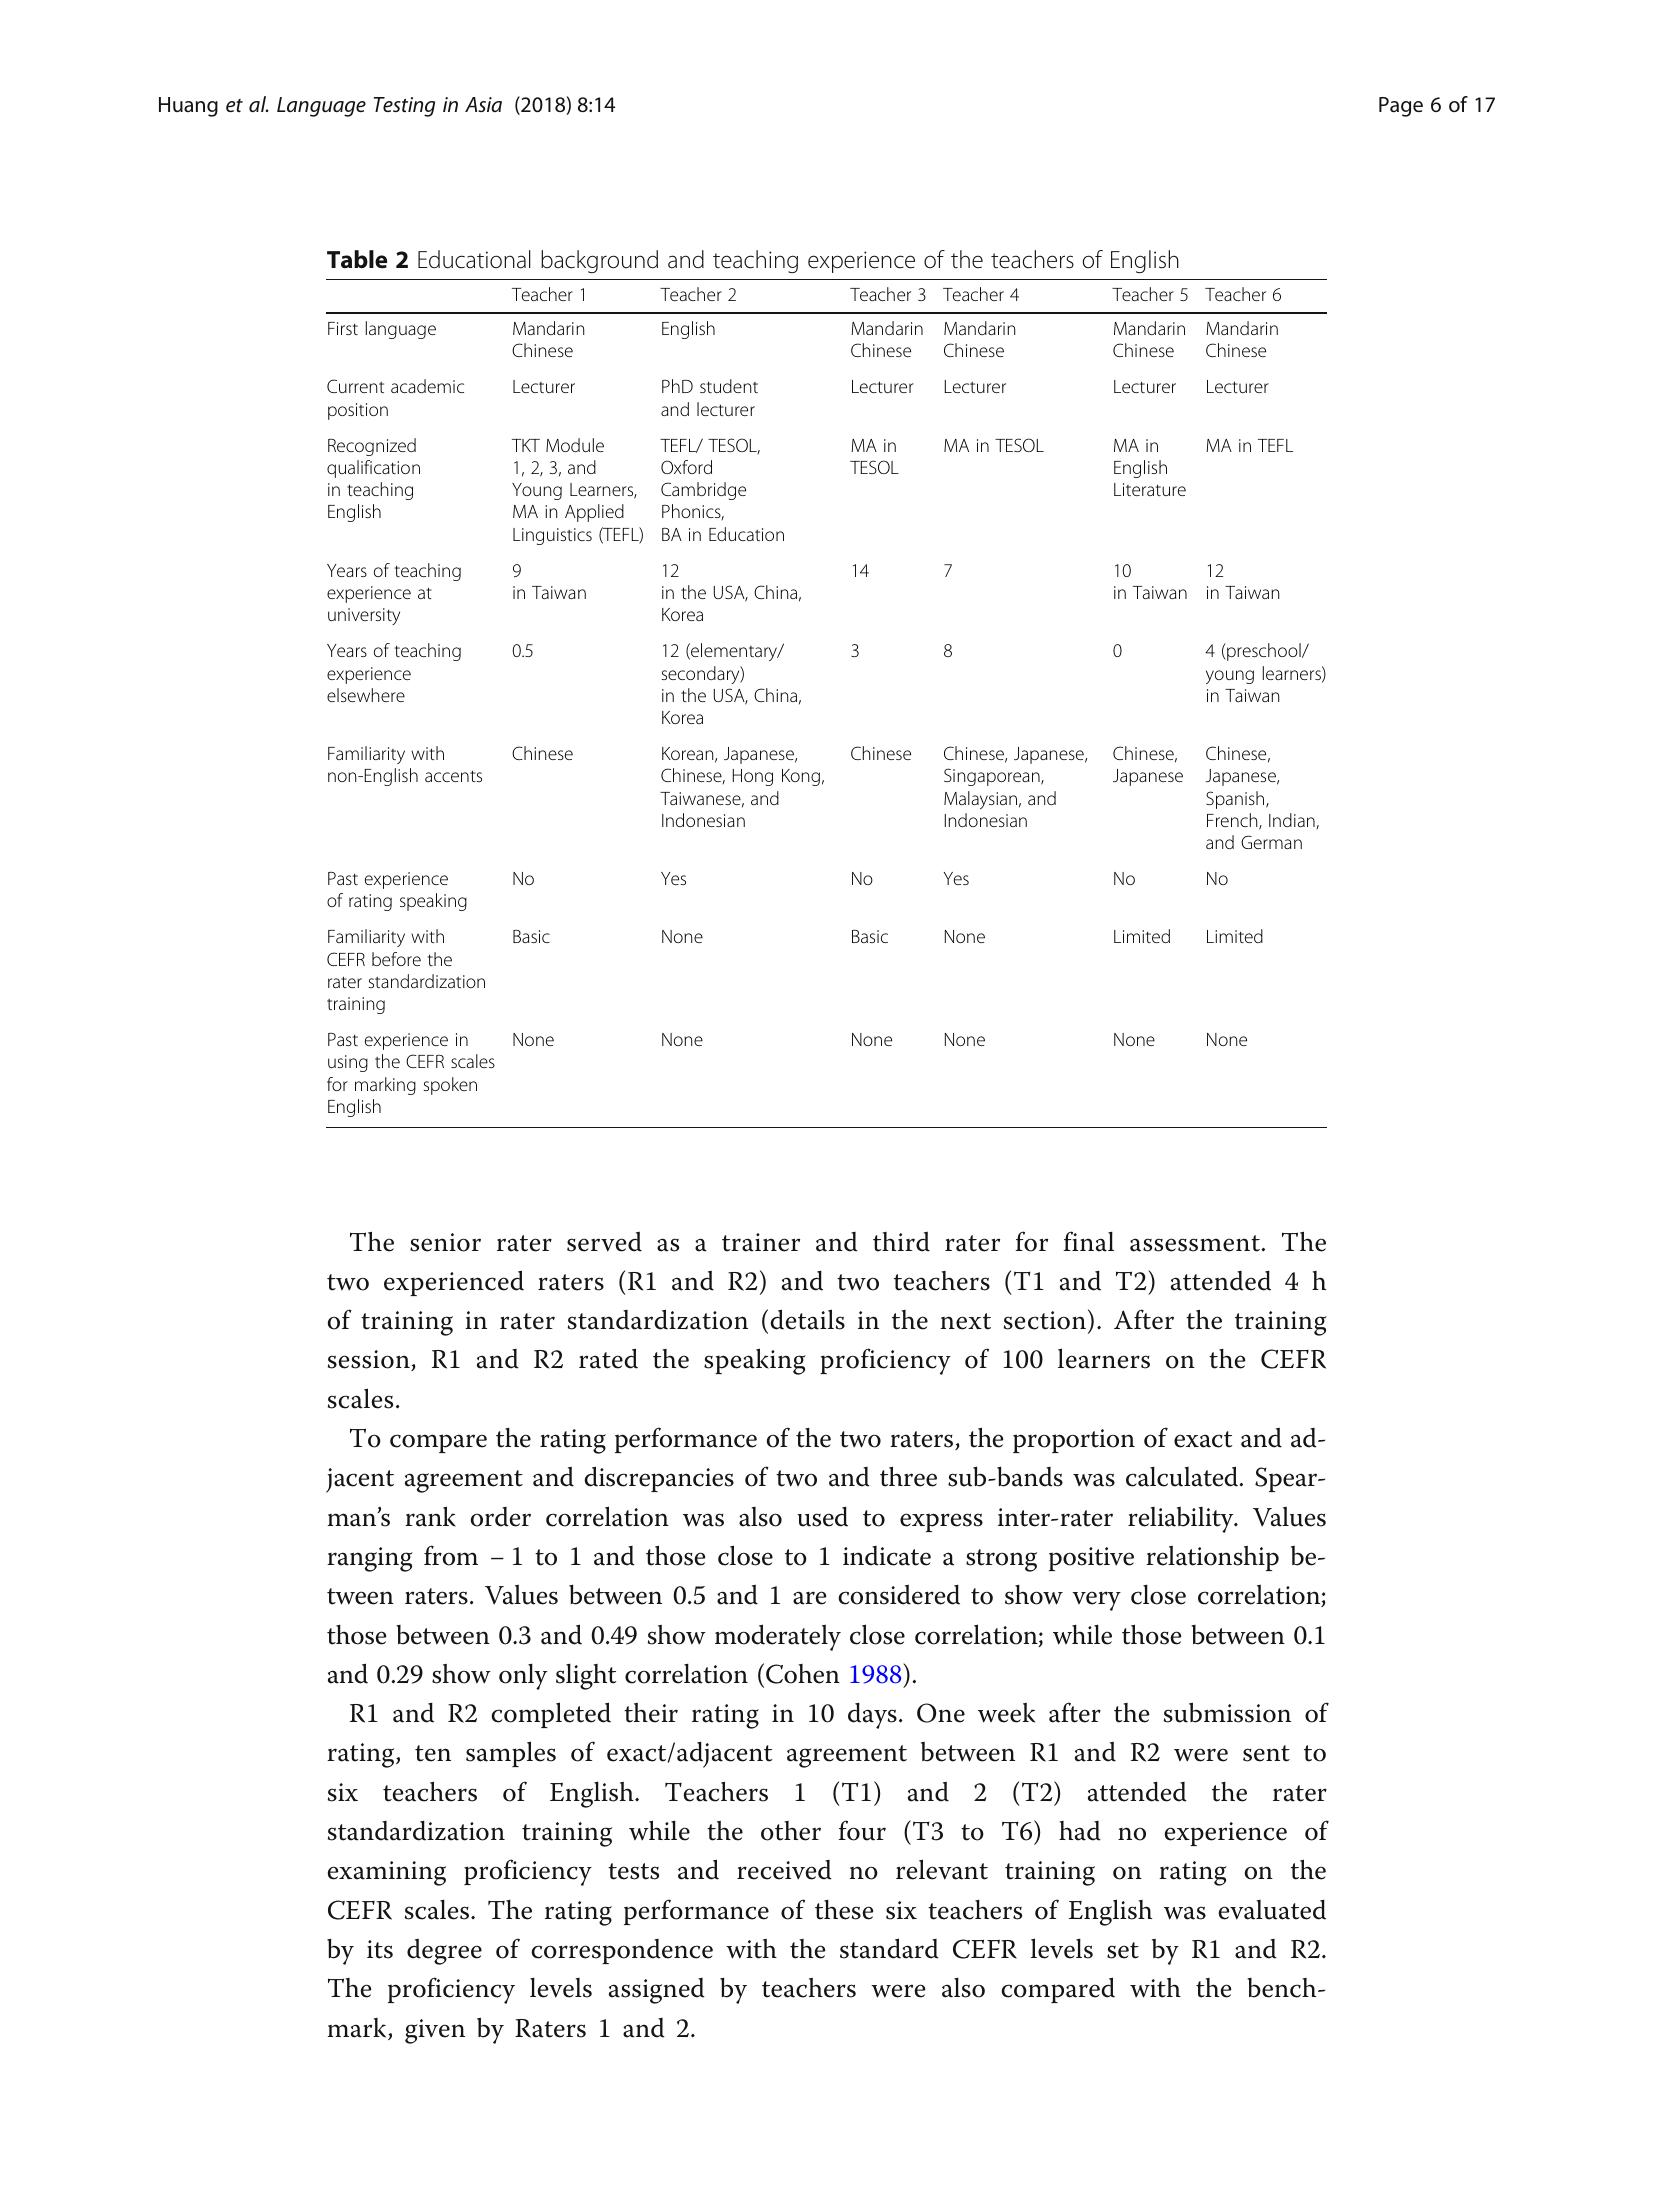 Huang et al. Language Testing in Asia (2018) 8:14 Page 6 of 17
Table 2 Educational background and teaching experience of the teachers of English
Teacher 1 Teacher 2 Teacher 3 Teacher 4 Teacher 5 Teacher 6
First language Mandarin English Mandarin Mandarin Mandarin Mandarin
Chinese Chinese Chinese Chinese Chinese
Current academic Lecturer PhD student Lecturer Lecturer Lecturer Lecturer
position and lecturer
Recognized TKT Module TEFL/ TESOL, MA in MA in TESOL MA in MA in TEFL
qualification 1, 2, 3, and Oxford TESOL English
in teaching Young Learners, Cambridge Literature
English MA in Applied Phonics,
Linguistics (TEFL) BA in Education
Years of teaching 9 12 14 7 10 12
experience at in Taiwan in the USA, China, in Taiwan in Taiwan
university Korea
Years of teaching 0.5 12 (elementary/ 3 8 0 4 (preschool/
experience secondary) young learners)
elsewhere in the USA, China, in Taiwan
Korea
Familiarity with Chinese Korean, Japanese, Chinese Chinese, Japanese, Chinese, Chinese,
non-English accents Chinese, Hong Kong, Singaporean, Japanese Japanese,
Taiwanese, and Malaysian, and Spanish,
Indonesian Indonesian French, Indian,
and German
Past experience No Yes No Yes No No
of rating speaking
Familiarity with Basic None Basic None Limited Limited
CEFR before the
rater standardization
training
Past experience in None None None None None None
using the CEFR scales
for marking spoken
English
The senior rater served as a trainer and third rater for final assessment. The
two experienced raters (R1 and R2) and two teachers (T1 and T2) attended 4 h
of training in rater standardization (details in the next section). After the training
session, R1 and R2 rated the speaking proficiency of 100 learners on the CEFR
scales.
To compare the rating performance of the two raters, the proportion of exact and ad-
jacent agreement and discrepancies of two and three sub-bands was calculated. Spear-
man’s rank order correlation was also used to express inter-rater reliability. Values
ranging from – 1 to 1 and those close to 1 indicate a strong positive relationship be-
tween raters. Values between 0.5 and 1 are considered to show very close correlation;
those between 0.3 and 0.49 show moderately close correlation; while those between 0.1
and 0.29 show only slight correlation (Cohen 1988).
R1 and R2 completed their rating in 10 days. One week after the submission of
rating, ten samples of exact/adjacent agreement between R1 and R2 were sent to
six teachers of English. Teachers 1 (T1) and 2 (T2) attended the rater
standardization training while the other four (T3 to T6) had no experience of
examining proficiency tests and received no relevant training on rating on the
CEFR scales. The rating performance of these six teachers of English was evaluated
by its degree of correspondence with the standard CEFR levels set by R1 and R2.
The proficiency levels assigned by teachers were also compared with the bench-
mark, given by Raters 1 and 2.